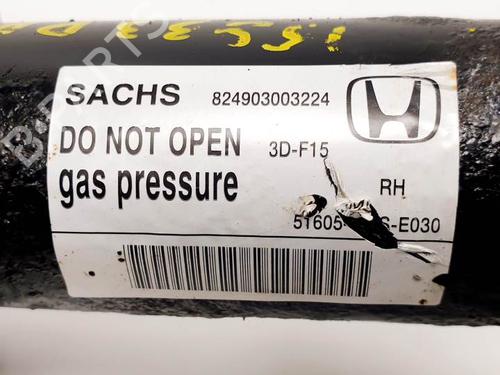 SACHS 824903003224
DO NOT OPEN 3D-F15
gas pressure RH
51605- S-E030